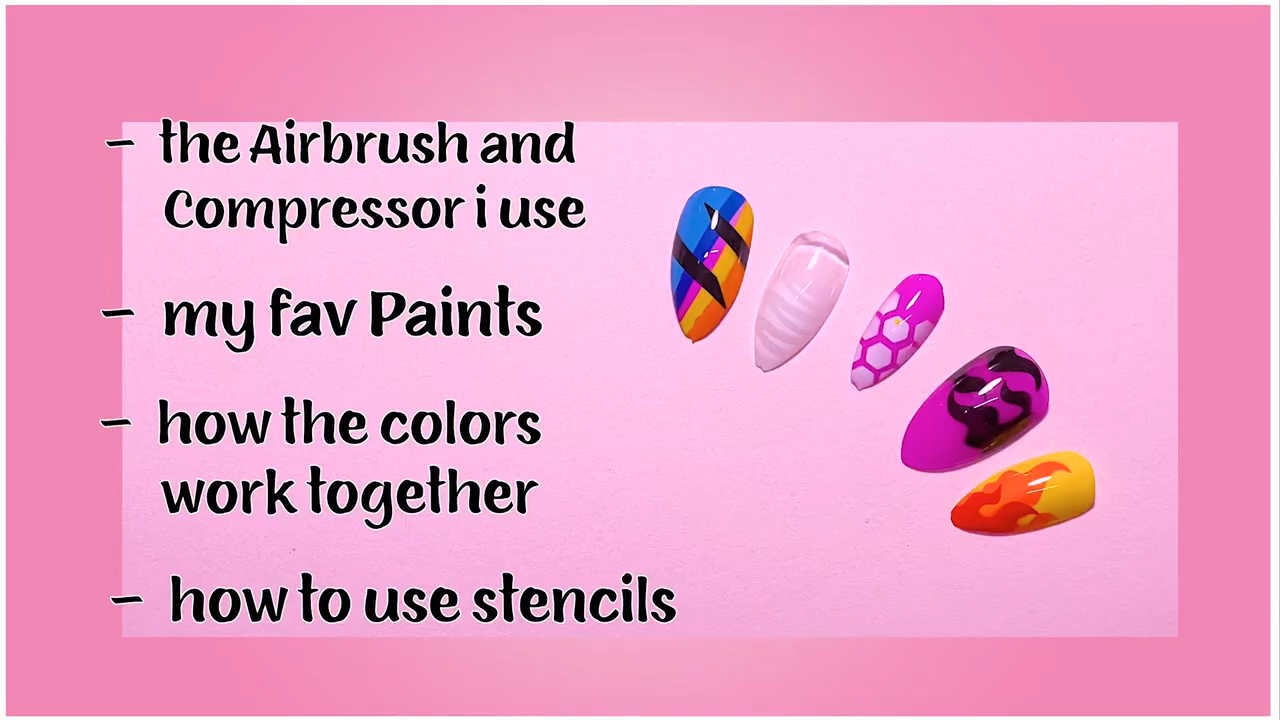 - the Airbrush and
Compressor i use
- my fav Paints
- how the colors
work together
- how to use stencils